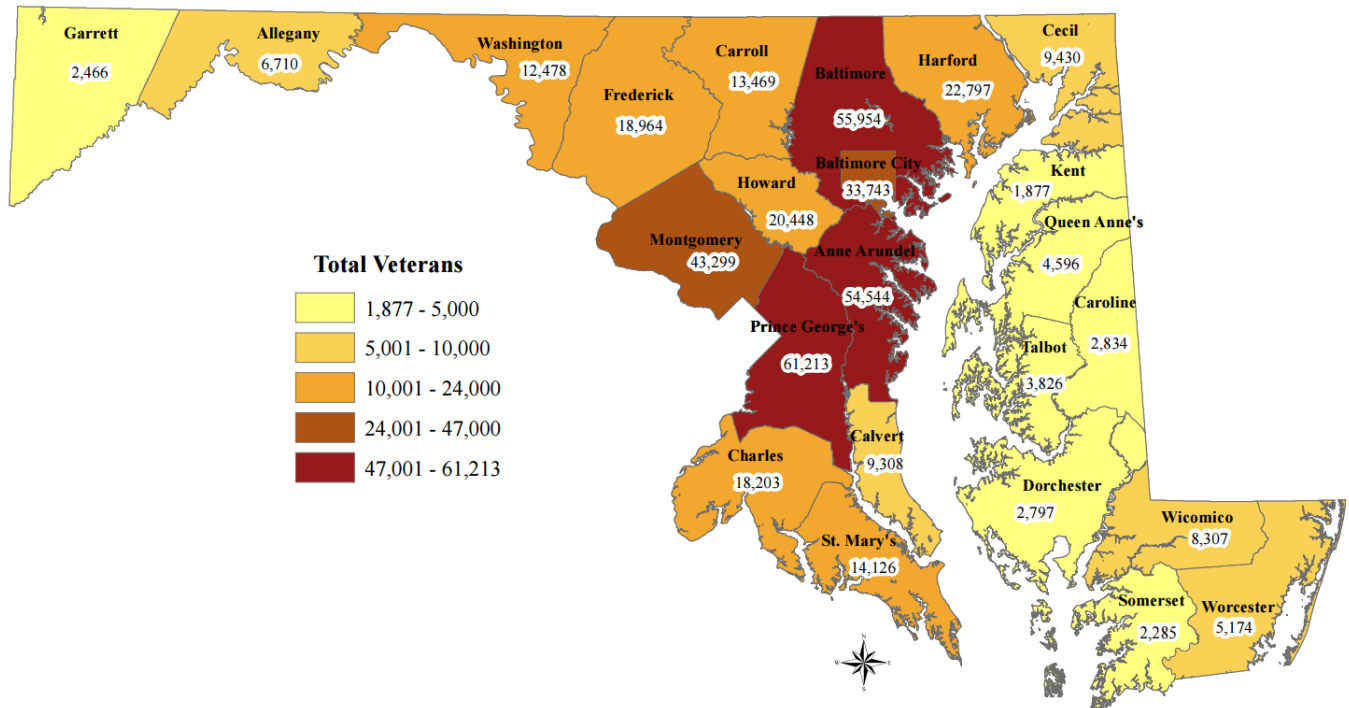 Garrett
2,466
Allegany
6,710
Washington
12,478
Frederick
18,964
Carroll
13,469
Baltimore
55,954
Harford
22,797
Cecil
9,430
Baltimore City
33,743
Howard
20,448
Montgomery
43,299
Anne Arundel
54,544
Prince George's
61,213
Kent
1,877
Queen Anne's
4,596
Caroline
2,834
Talbot
3,826
Calvert
9,308
Charles
18,203
St. Mary's
14,126
Dorchester
2,797
Wicomico
8,307
Somerset
2,285
Worcester
5,174
Total Veterans
1,877 - 5,000
5,001 - 10,000
10,001 - 24,000
24,001 - 47,000
47,001 - 61,213
N
W E
S